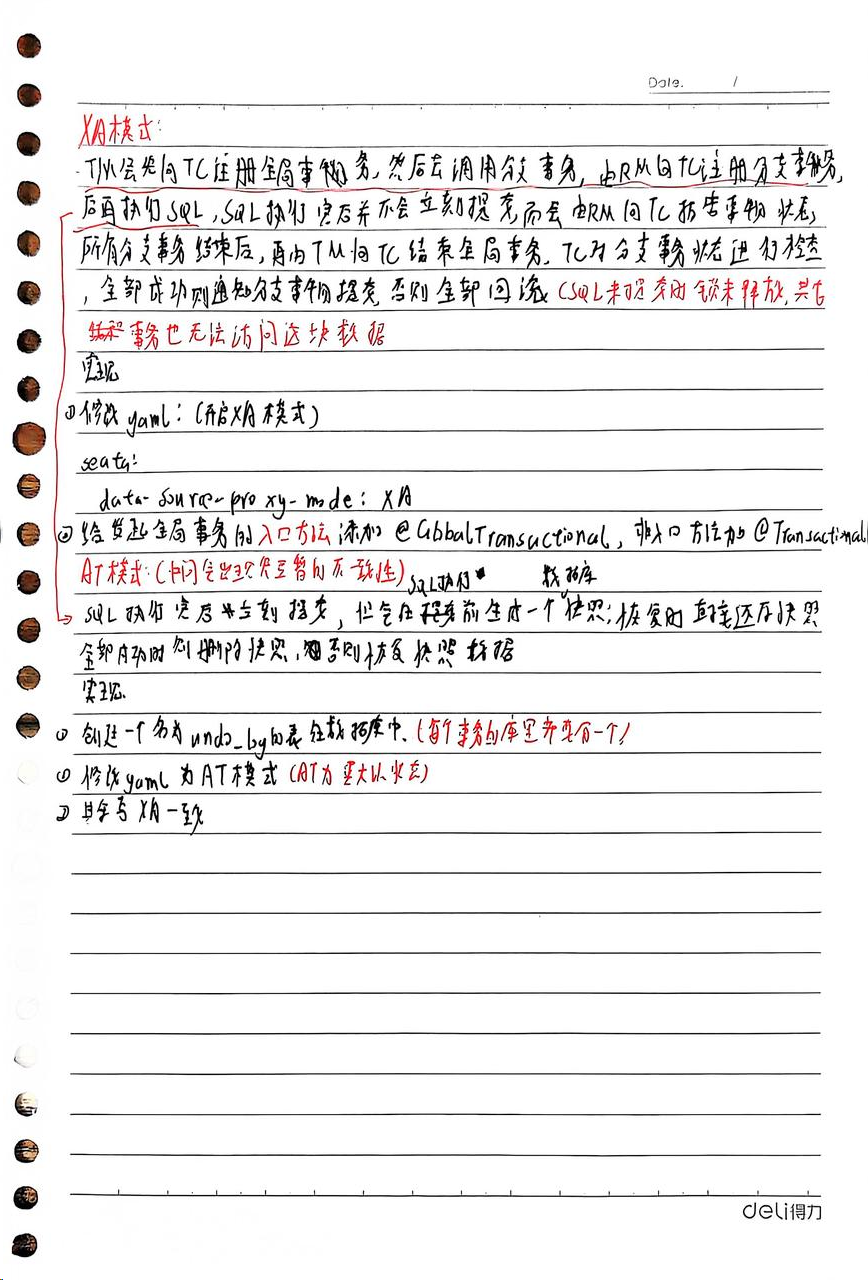 Date. /
XA模式:
TM会先向TC注册全局事物务,然后去调用分支事务,由RM向TC注册分支事务,
后再执行SQL,SQL执行完后并不会立刻提交,而会由RM向TC报告事物状态,
所有分支事务结束后,再由TM向TC结束全局事务,TC对分支事务状态进行检查
,全部成功则通知分支事物提交,否则全部回滚(SQL未提交时锁未释放,其它
事务也无法访问这块数据
实现
①修改yaml:(开启XA模式)
seata:
data-source-proxy-mode: XA
②给发起全局事务的入口方法添加@GlobalTransactional,非入口方法加@Transactional
AT模式:(中间会出现短暂的不一致性)
SQL执行 数据库
SQL执行完后立刻提交,但会在前生成一个快照;恢复时直接还原快照
全部成功时则删除快照,否则恢复快照数据
实现
①创建一个名为undo_log的表在数据库中.(每个事务的库里都要有一个)
①修改yaml为AT模式(AT为默认状态)
②其余与XA一致
deli得力